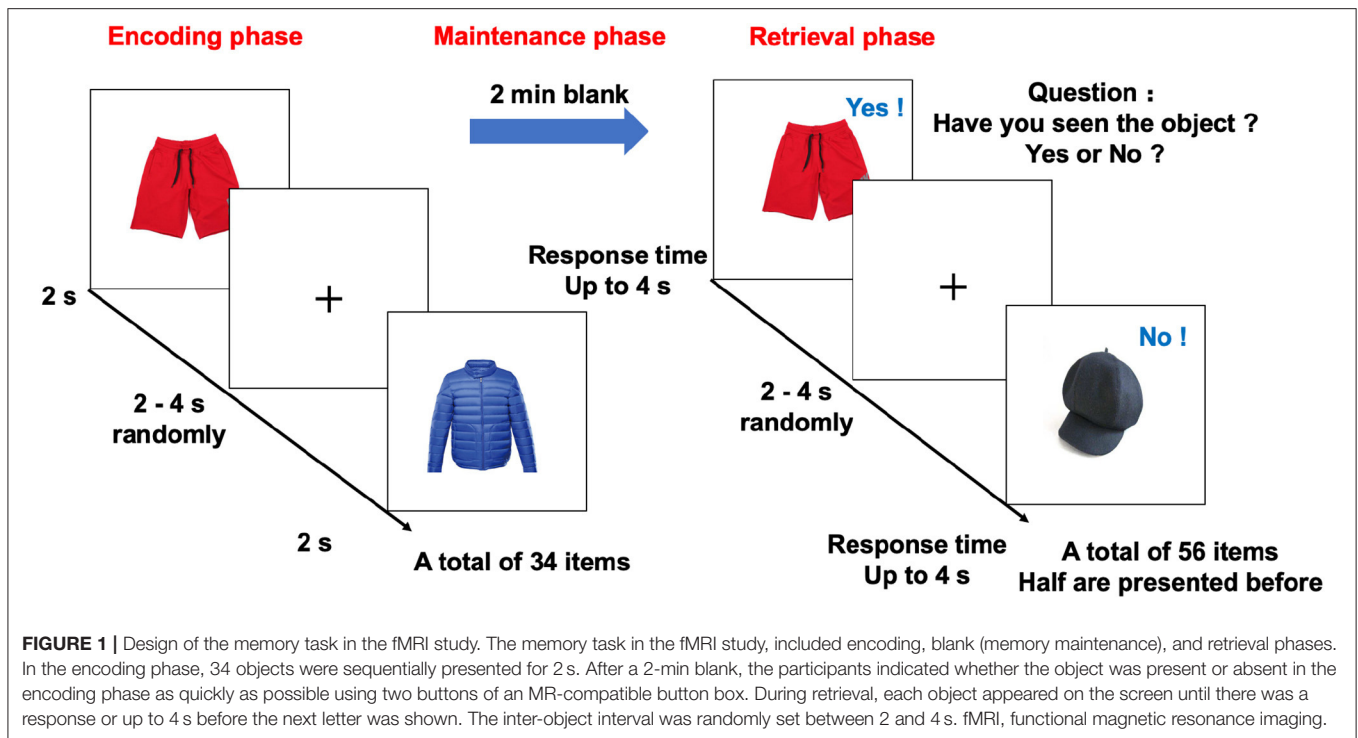 Encoding phase
Maintenance phase
Retrieval phase
2 min blank
Yes !
Question :
Have you seen the object ?
Yes or No ?
2 s
Response time
Up to 4 s
No !
2 - 4 s
randomly
2 - 4 s
randomly
2 s
A total of 34 items
Response time
Up to 4 s
A total of 56 items
Half are presented before
FIGURE 1 | Design of the memory task in the fMRI study. The memory task in the fMRI study, included encoding, blank (memory maintenance), and retrieval phases.
In the encoding phase, 34 objects were sequentially presented for 2 s. After a 2-min blank, the participants indicated whether the object was present or absent in the
encoding phase as quickly as possible using two buttons of an MR-compatible button box. During retrieval, each object appeared on the screen until there was a
response or up to 4 s before the next letter was shown. The inter-object interval was randomly set between 2 and 4 s. fMRI, functional magnetic resonance imaging.